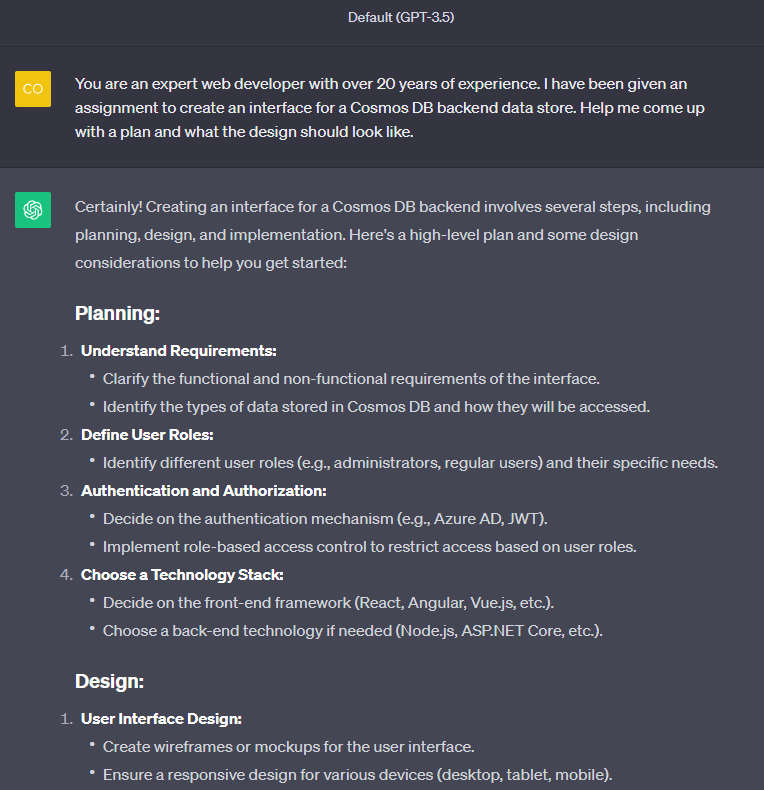 Default (GPT-3.5)
CO
You are an expert web developer with over 20 years of experience. I have been given an
assignment to create an interface for a Cosmos DB backend data store. Help me come up
with a plan and what the design should look like.
Certainly! Creating an interface for a Cosmos DB backend involves several steps, including
planning, design, and implementation. Here's a high-level plan and some design
considerations to help you get started:
Planning:
1. Understand Requirements:
• Clarify the functional and non-functional requirements of the interface.
• Identify the types of data stored in Cosmos DB and how they will be accessed.
2. Define User Roles:
• Identify different user roles (e.g., administrators, regular users) and their specific needs.
3. Authentication and Authorization:
• Decide on the authentication mechanism (e.g., Azure AD, JWT).
• Implement role-based access control to restrict access based on user roles.
4. Choose a Technology Stack:
• Decide on the front-end framework (React, Angular, Vue.js, etc.).
• Choose a back-end technology if needed (Node.js, ASP.NET Core, etc.).
Design:
1. User Interface Design:
• Create wireframes or mockups for the user interface.
• Ensure a responsive design for various devices (desktop, tablet, mobile).